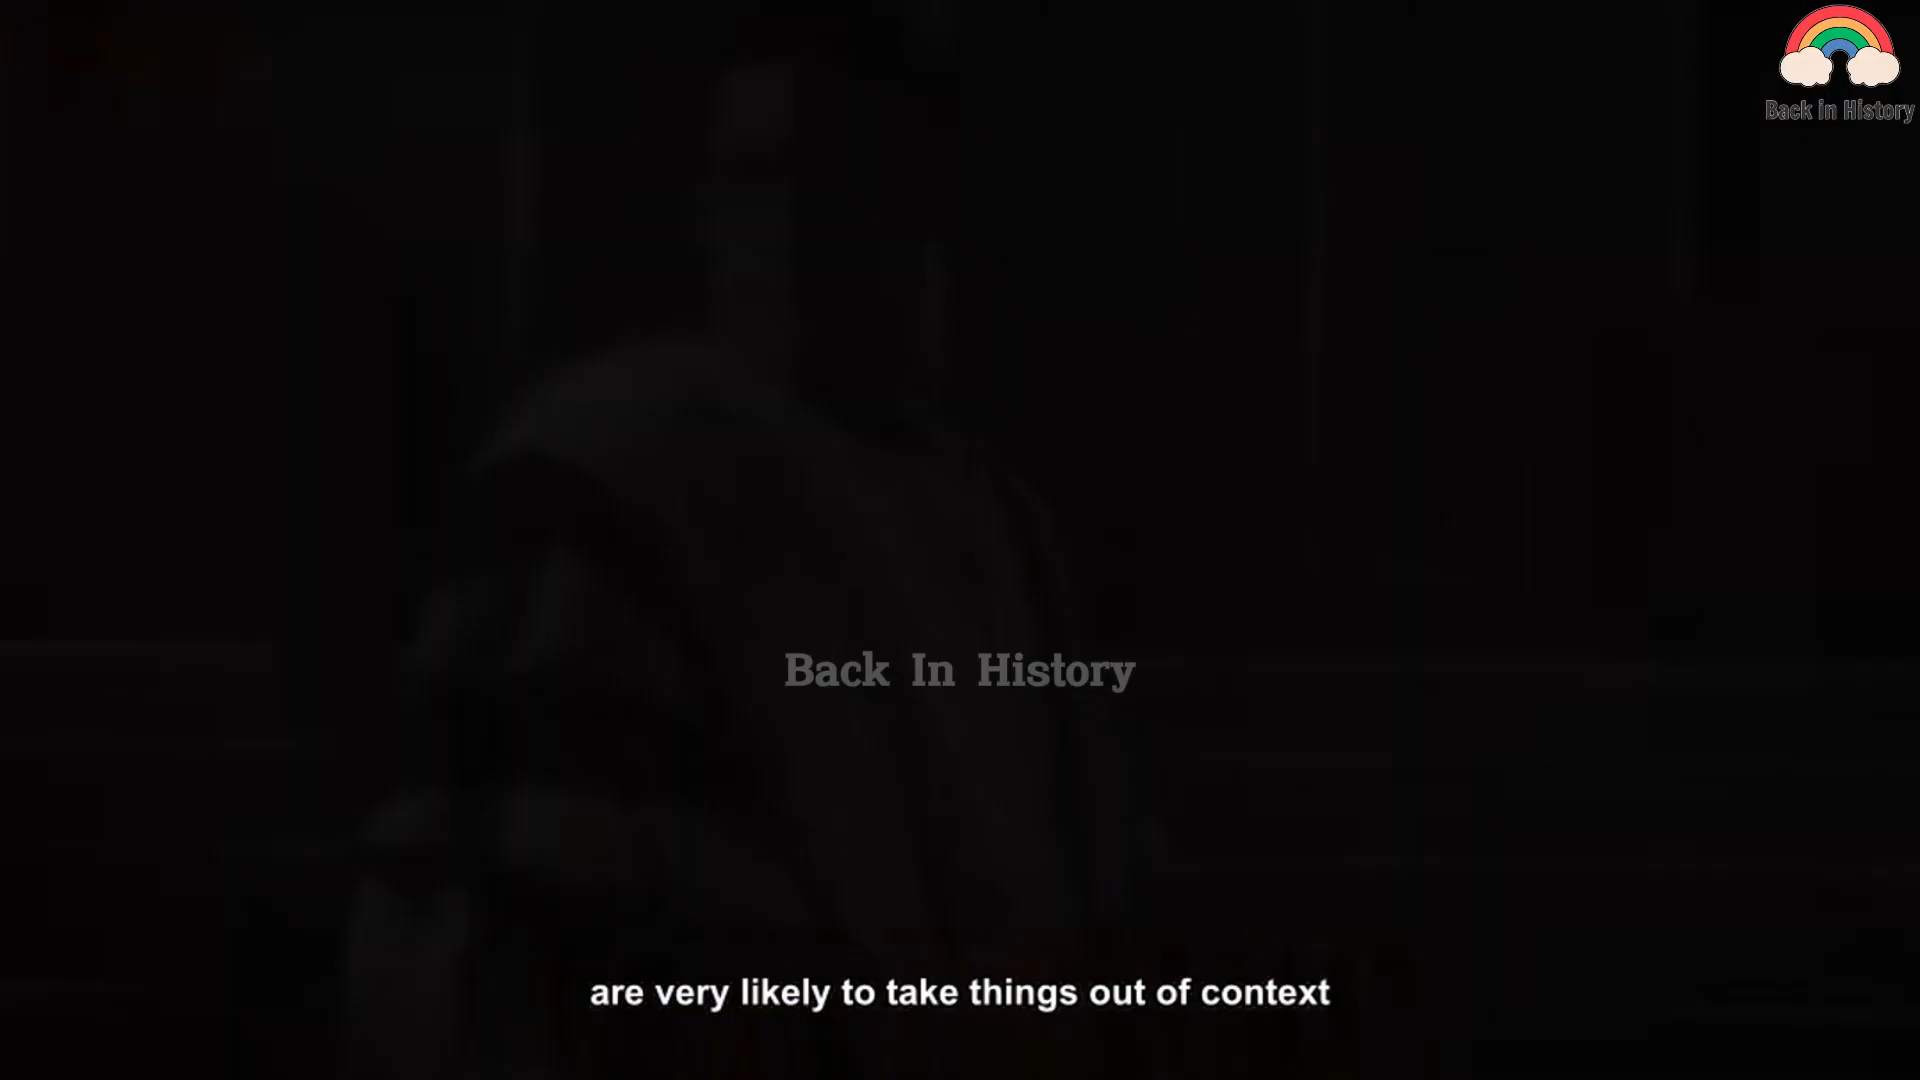 Back in History
Back In History
are very likely to take things out of context